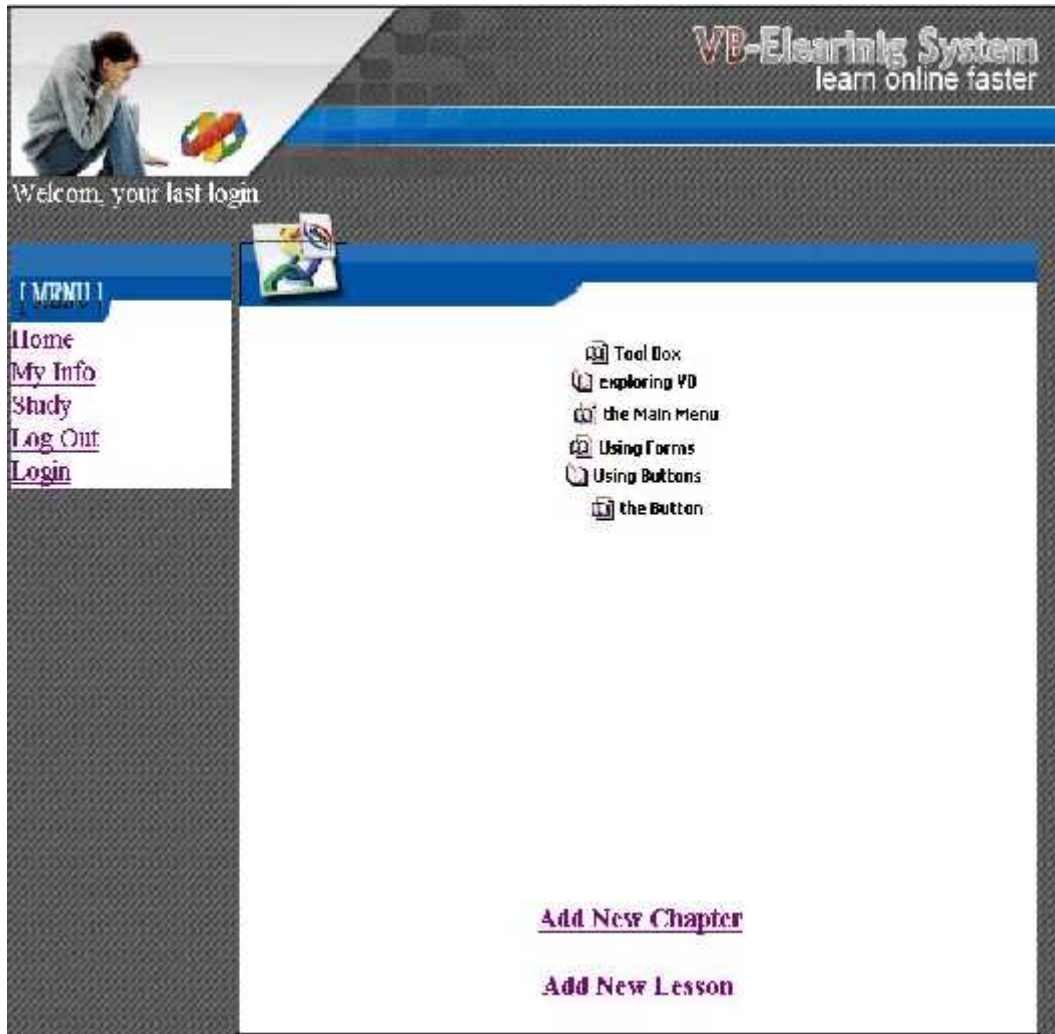 VB-Elearinig System
learn online faster
Welcom, your last login
[ MENU ]
Home
My Info
Study
Log Out
Login
Tool Box
exploring VB
the Main Menu
Using Forms
Using Buttons
the Button
Add New Chapter
Add New Lesson